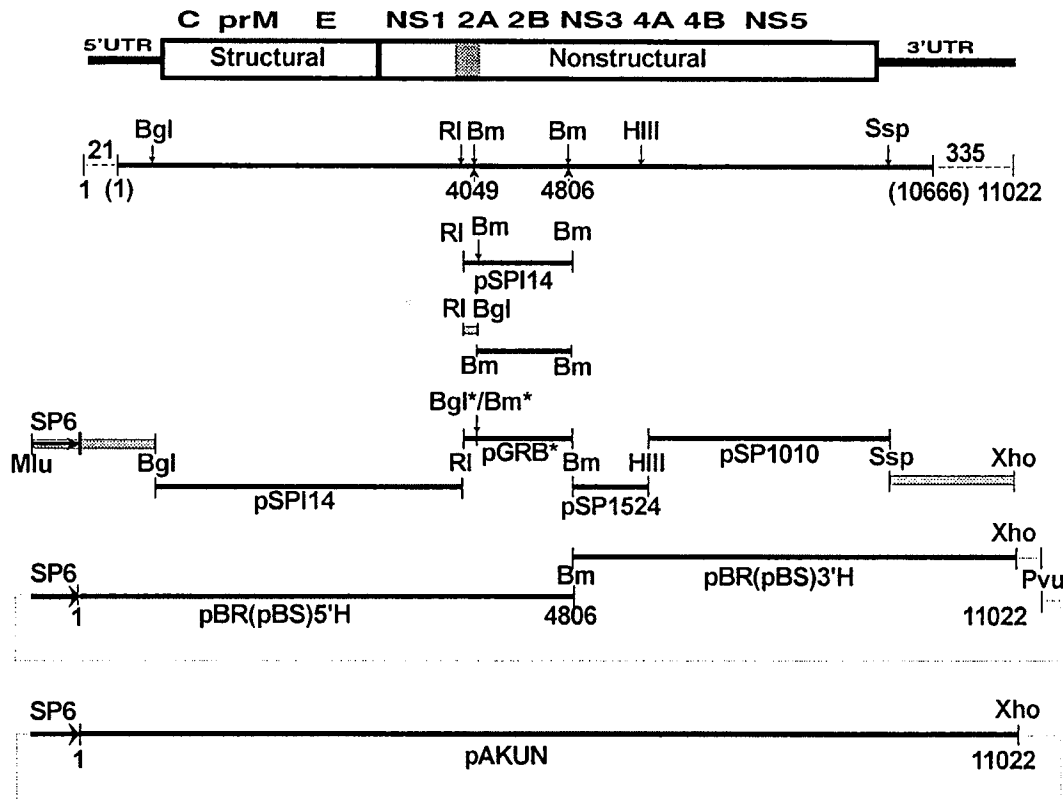 C prM E NS1 2A 2B NS3 4A 4B NS5
5'UTR Structural Nonstructural 3'UTR
BgI RI Bm Bm HIII Ssp
21 335
1 (1) 4049 4806 (10666) 11022
RI Bm Bm
pSPI14
RI BgI
Bm Bm
BgI*/Bm*
SP6 pGRB* pSP1010
Mlu BgI RI Bm HIII Ssp Xho
pSPI14 pSP1524
Xho
SP6 Bm pBR(pBS)3'H Pvu
1 pBR(pBS)5'H 4806 11022
SP6 Xho
1 pAKUN 11022